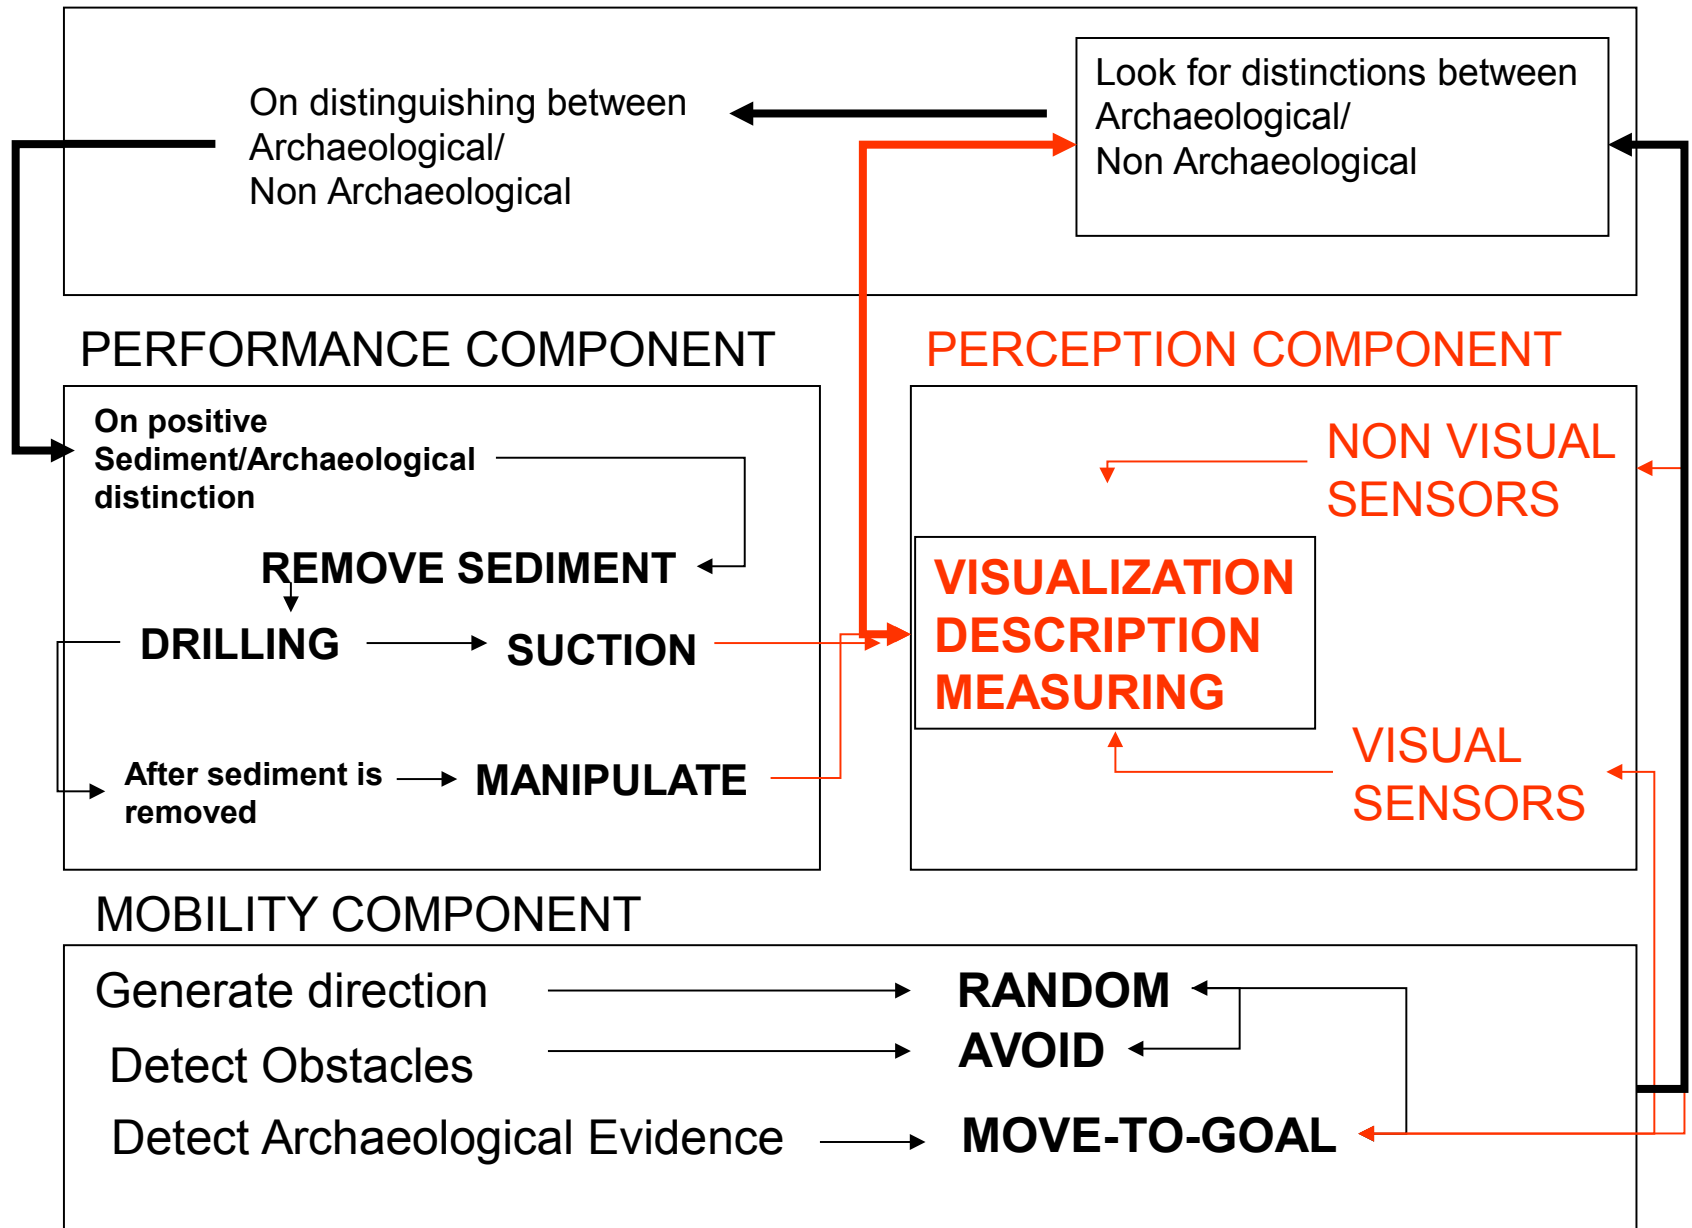 On distinguishing between
Archaeological/
Non Archaeological
Look for distinctions between
Archaeological/
Non Archaeological
PERFORMANCE COMPONENT
On positive
Sediment/Archaeological
distinction
REMOVE SEDIMENT
DRILLING
SUCTION
After sediment is
removed
MANIPULATE
PERCEPTION COMPONENT
NON VISUAL
SENSORS
VISUALIZATION
DESCRIPTION
MEASURING
VISUAL
SENSORS
MOBILITY COMPONENT
Generate direction
RANDOM
Detect Obstacles
AVOID
Detect Archaeological Evidence
MOVE-TO-GOAL